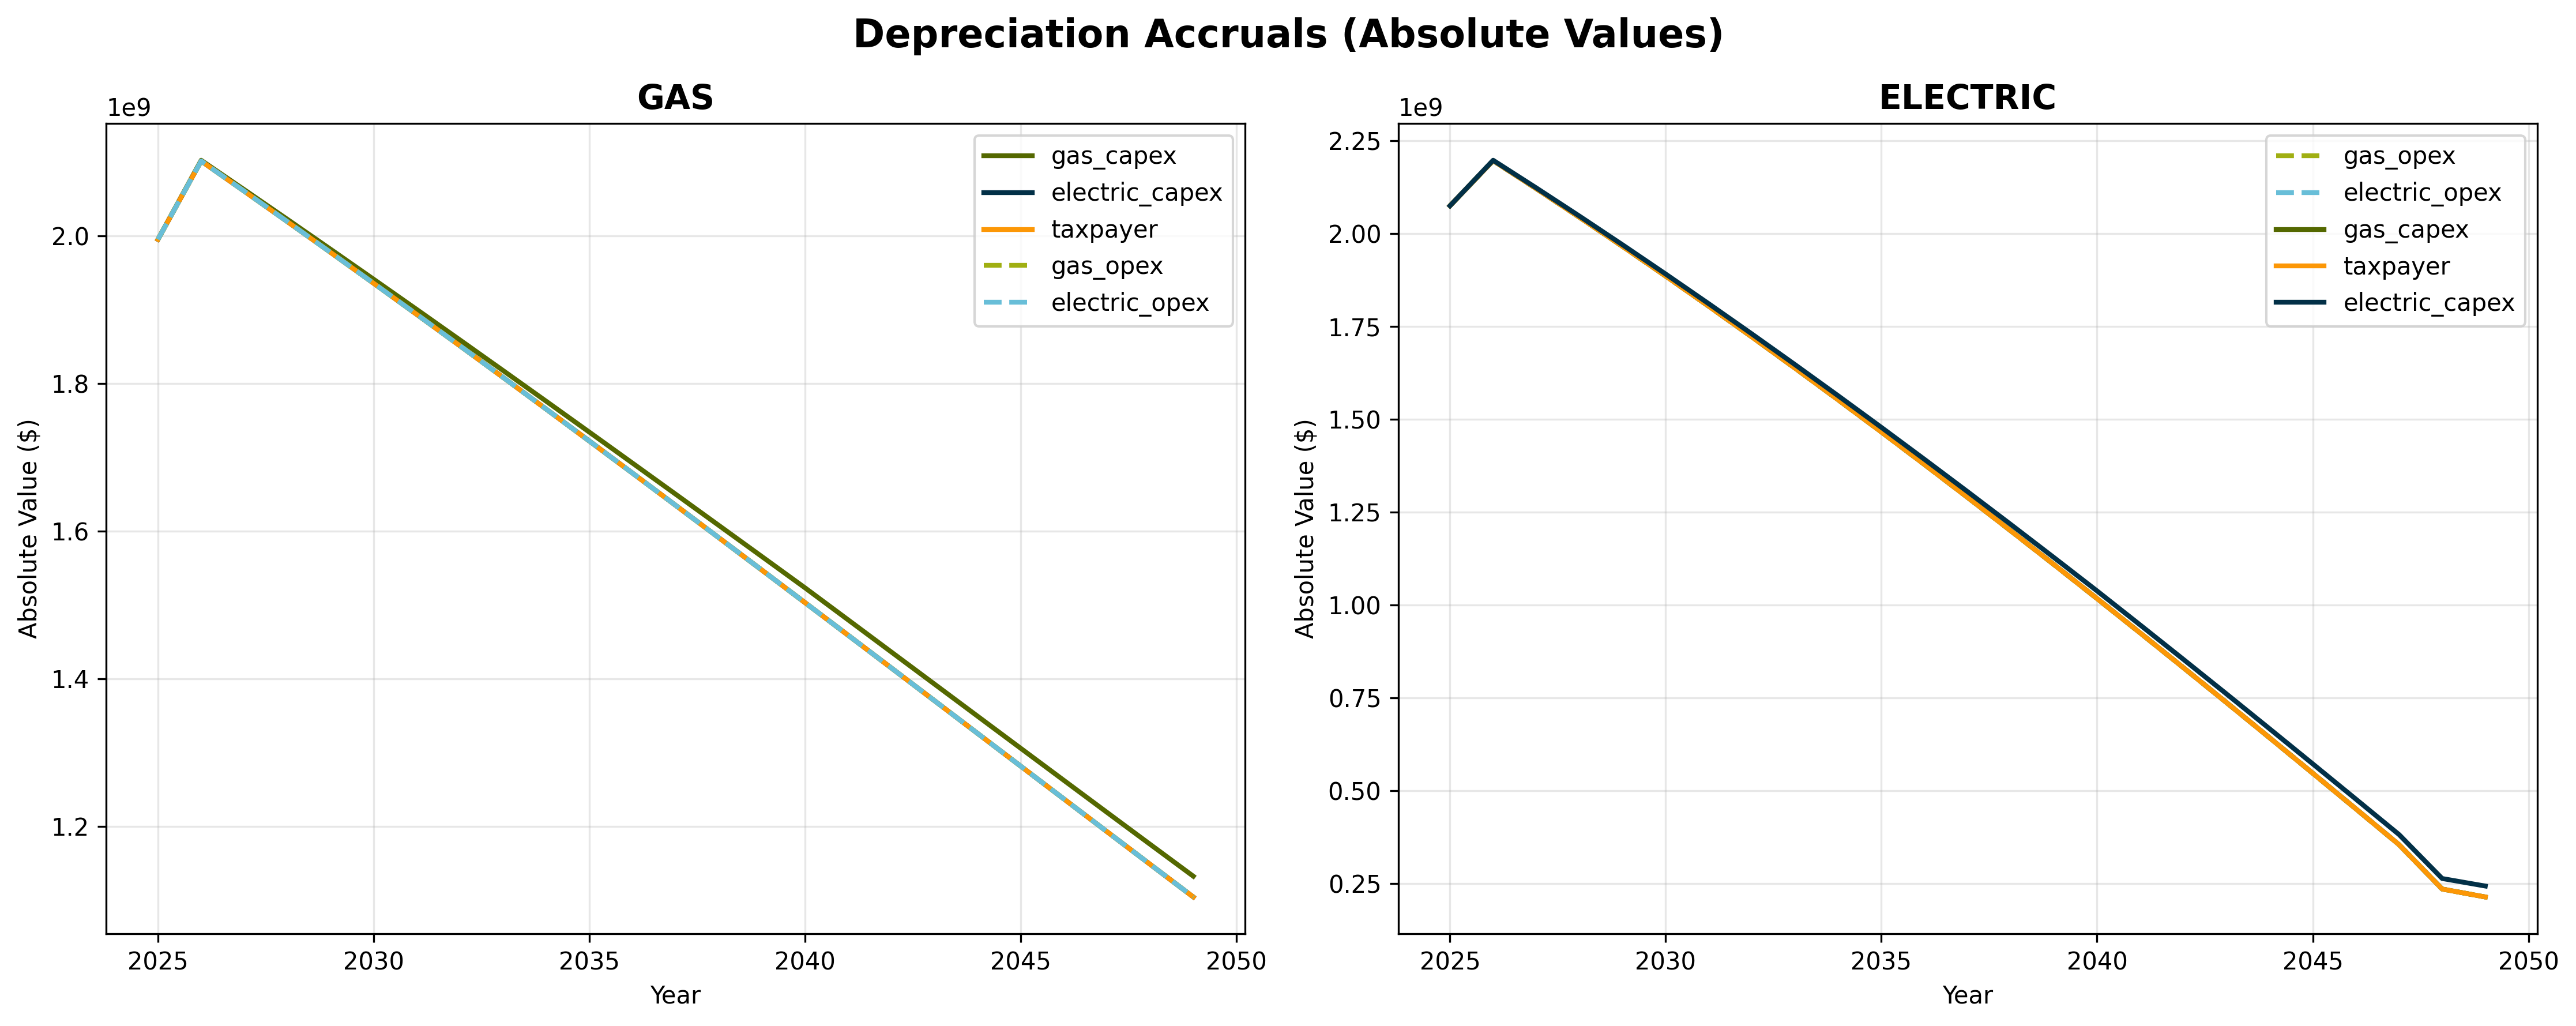 Depreciation Accruals (Absolute Values)
GAS
1e9
2.0
1.8
1.6
1.4
1.2
Absolute Value ($)
2025 2030 2035 2040 2045 2050
Year
gas_capex
electric_capex
taxpayer
gas_opex
electric_opex
ELECTRIC
1e9
2.25
2.00
1.75
1.50
1.25
1.00
0.75
0.50
0.25
Absolute Value ($)
2025 2030 2035 2040 2045 2050
Year
gas_opex
electric_opex
gas_capex
taxpayer
electric_capex